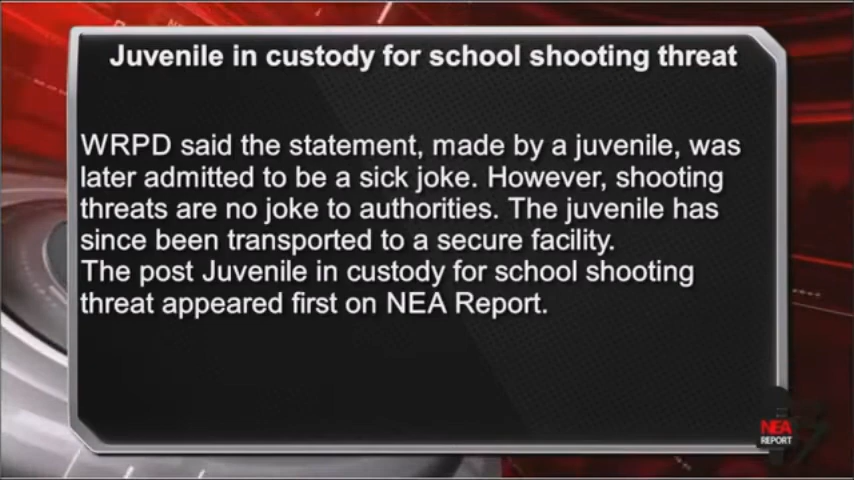 Juvenile in custody for school shooting threat
WRPD said the statement, made by a juvenile, was
later admitted to be a sick joke. However, shooting
threats are no joke to authorities. The juvenile has
since been transported to a secure facility.
The post Juvenile in custody for school shooting
threat appeared first on NEA Report.
NEA
REPORT